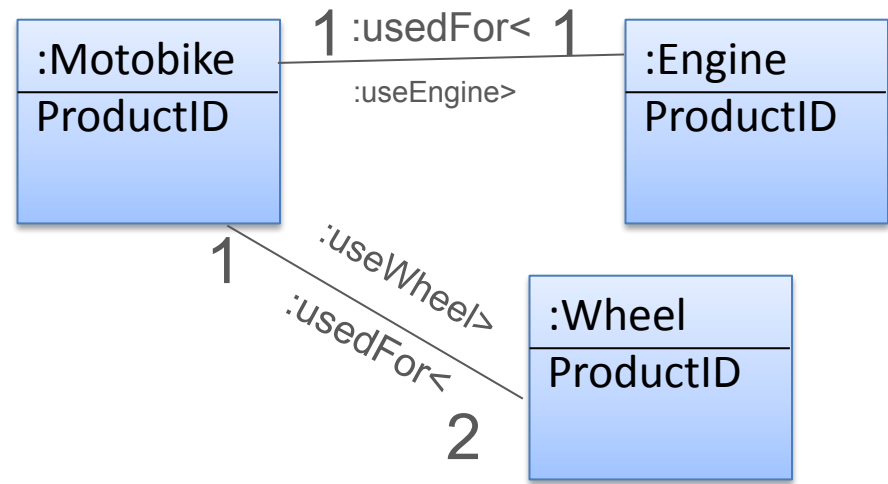 :Motobike
ProductID
1 :usedFor< 1
:useEngine>
:Engine
ProductID
1
:useWheel>
:usedFor<
2
:Wheel
ProductID